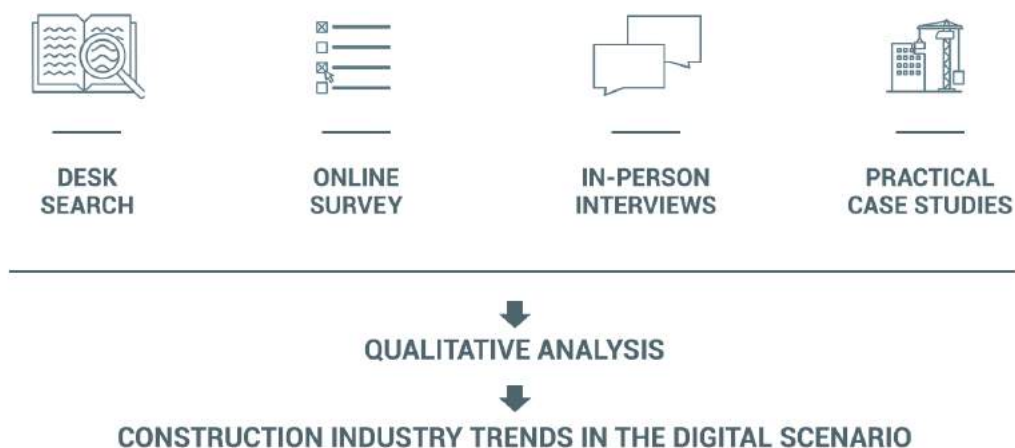 DESK
SEARCH
ONLINE
SURVEY
IN-PERSON
INTERVIEWS
PRACTICAL
CASE STUDIES
QUALITATIVE ANALYSIS
CONSTRUCTION INDUSTRY TRENDS IN THE DIGITAL SCENARIO